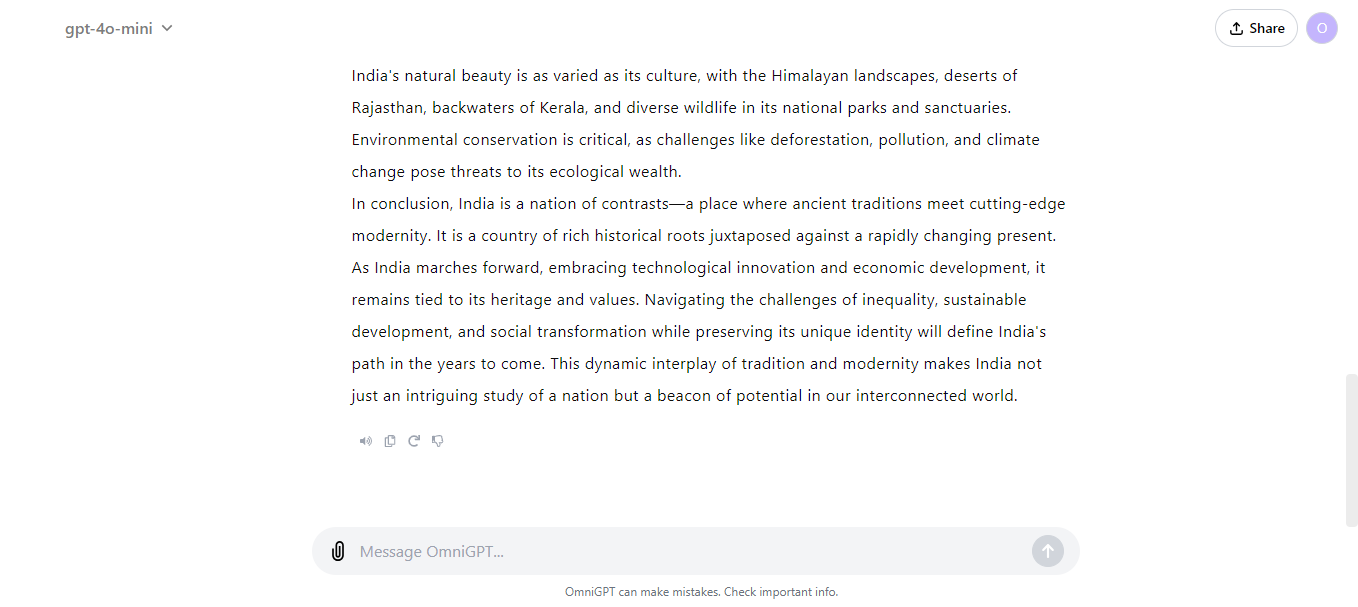 gpt-4o-mini
Share
O
India's natural beauty is as varied as its culture, with the Himalayan landscapes, deserts of
Rajasthan, backwaters of Kerala, and diverse wildlife in its national parks and sanctuaries.
Environmental conservation is critical, as challenges like deforestation, pollution, and climate
change pose threats to its ecological wealth.
In conclusion, India is a nation of contrasts—a place where ancient traditions meet cutting-edge
modernity. It is a country of rich historical roots juxtaposed against a rapidly changing present.
As India marches forward, embracing technological innovation and economic development, it
remains tied to its heritage and values. Navigating the challenges of inequality, sustainable
development, and social transformation while preserving its unique identity will define India's
path in the years to come. This dynamic interplay of tradition and modernity makes India not
just an intriguing study of a nation but a beacon of potential in our interconnected world.
Message OmniGPT...
OmniGPT can make mistakes. Check important info.